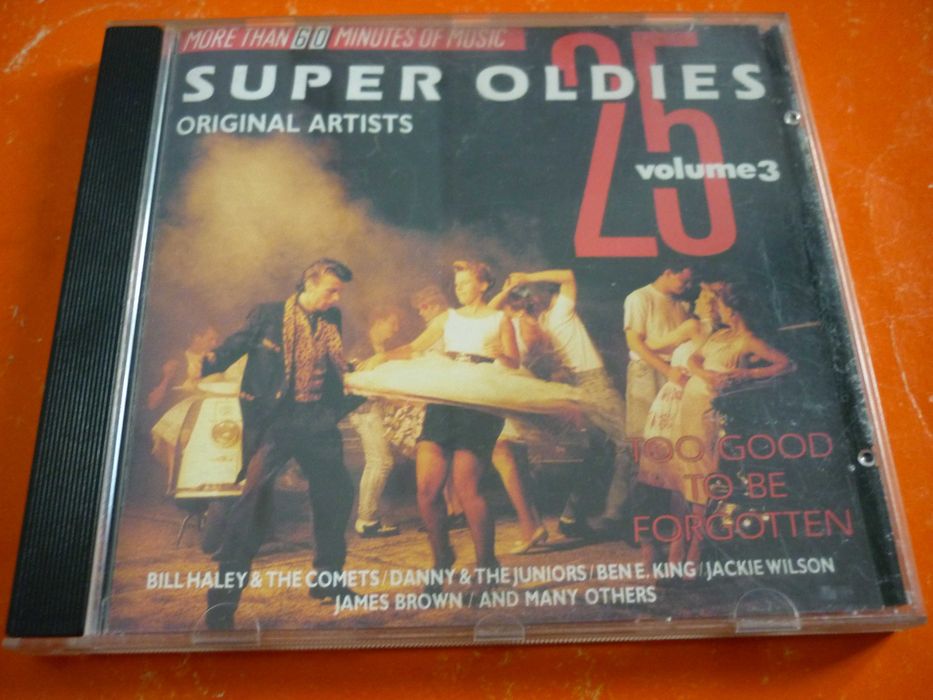 MORE THAN 60 MINUTES OF MUSIC
25
SUPER OLDIES
ORIGINAL ARTISTS
volume3
TOO GOOD
TO BE
FORGOTTEN
BILL HALEY & THE COMETS/DANNY & THE JUNIORS/BEN E. KING/JACKIE WILSON
JAMES BROWN / AND MANY OTHERS